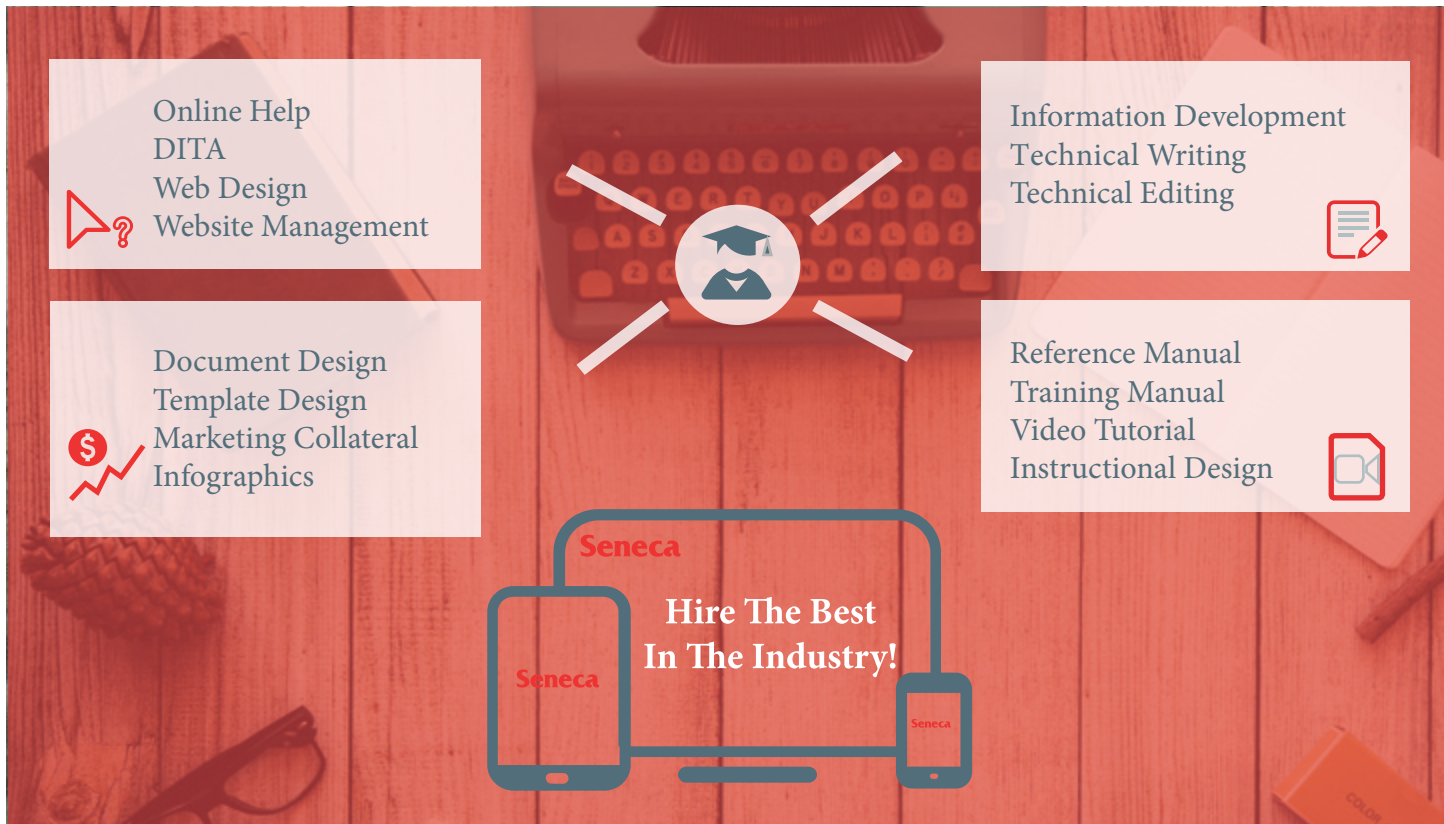 Online Help
DITA
Web Design
Website Management
Document Design
Template Design
Marketing Collateral
Infographics
Information Development
Technical Writing
Technical Editing
Reference Manual
Training Manual
Video Tutorial
Instructional Design
Seneca
Hire The Best
In The Industry!
Seneca
Seneca
COLOR